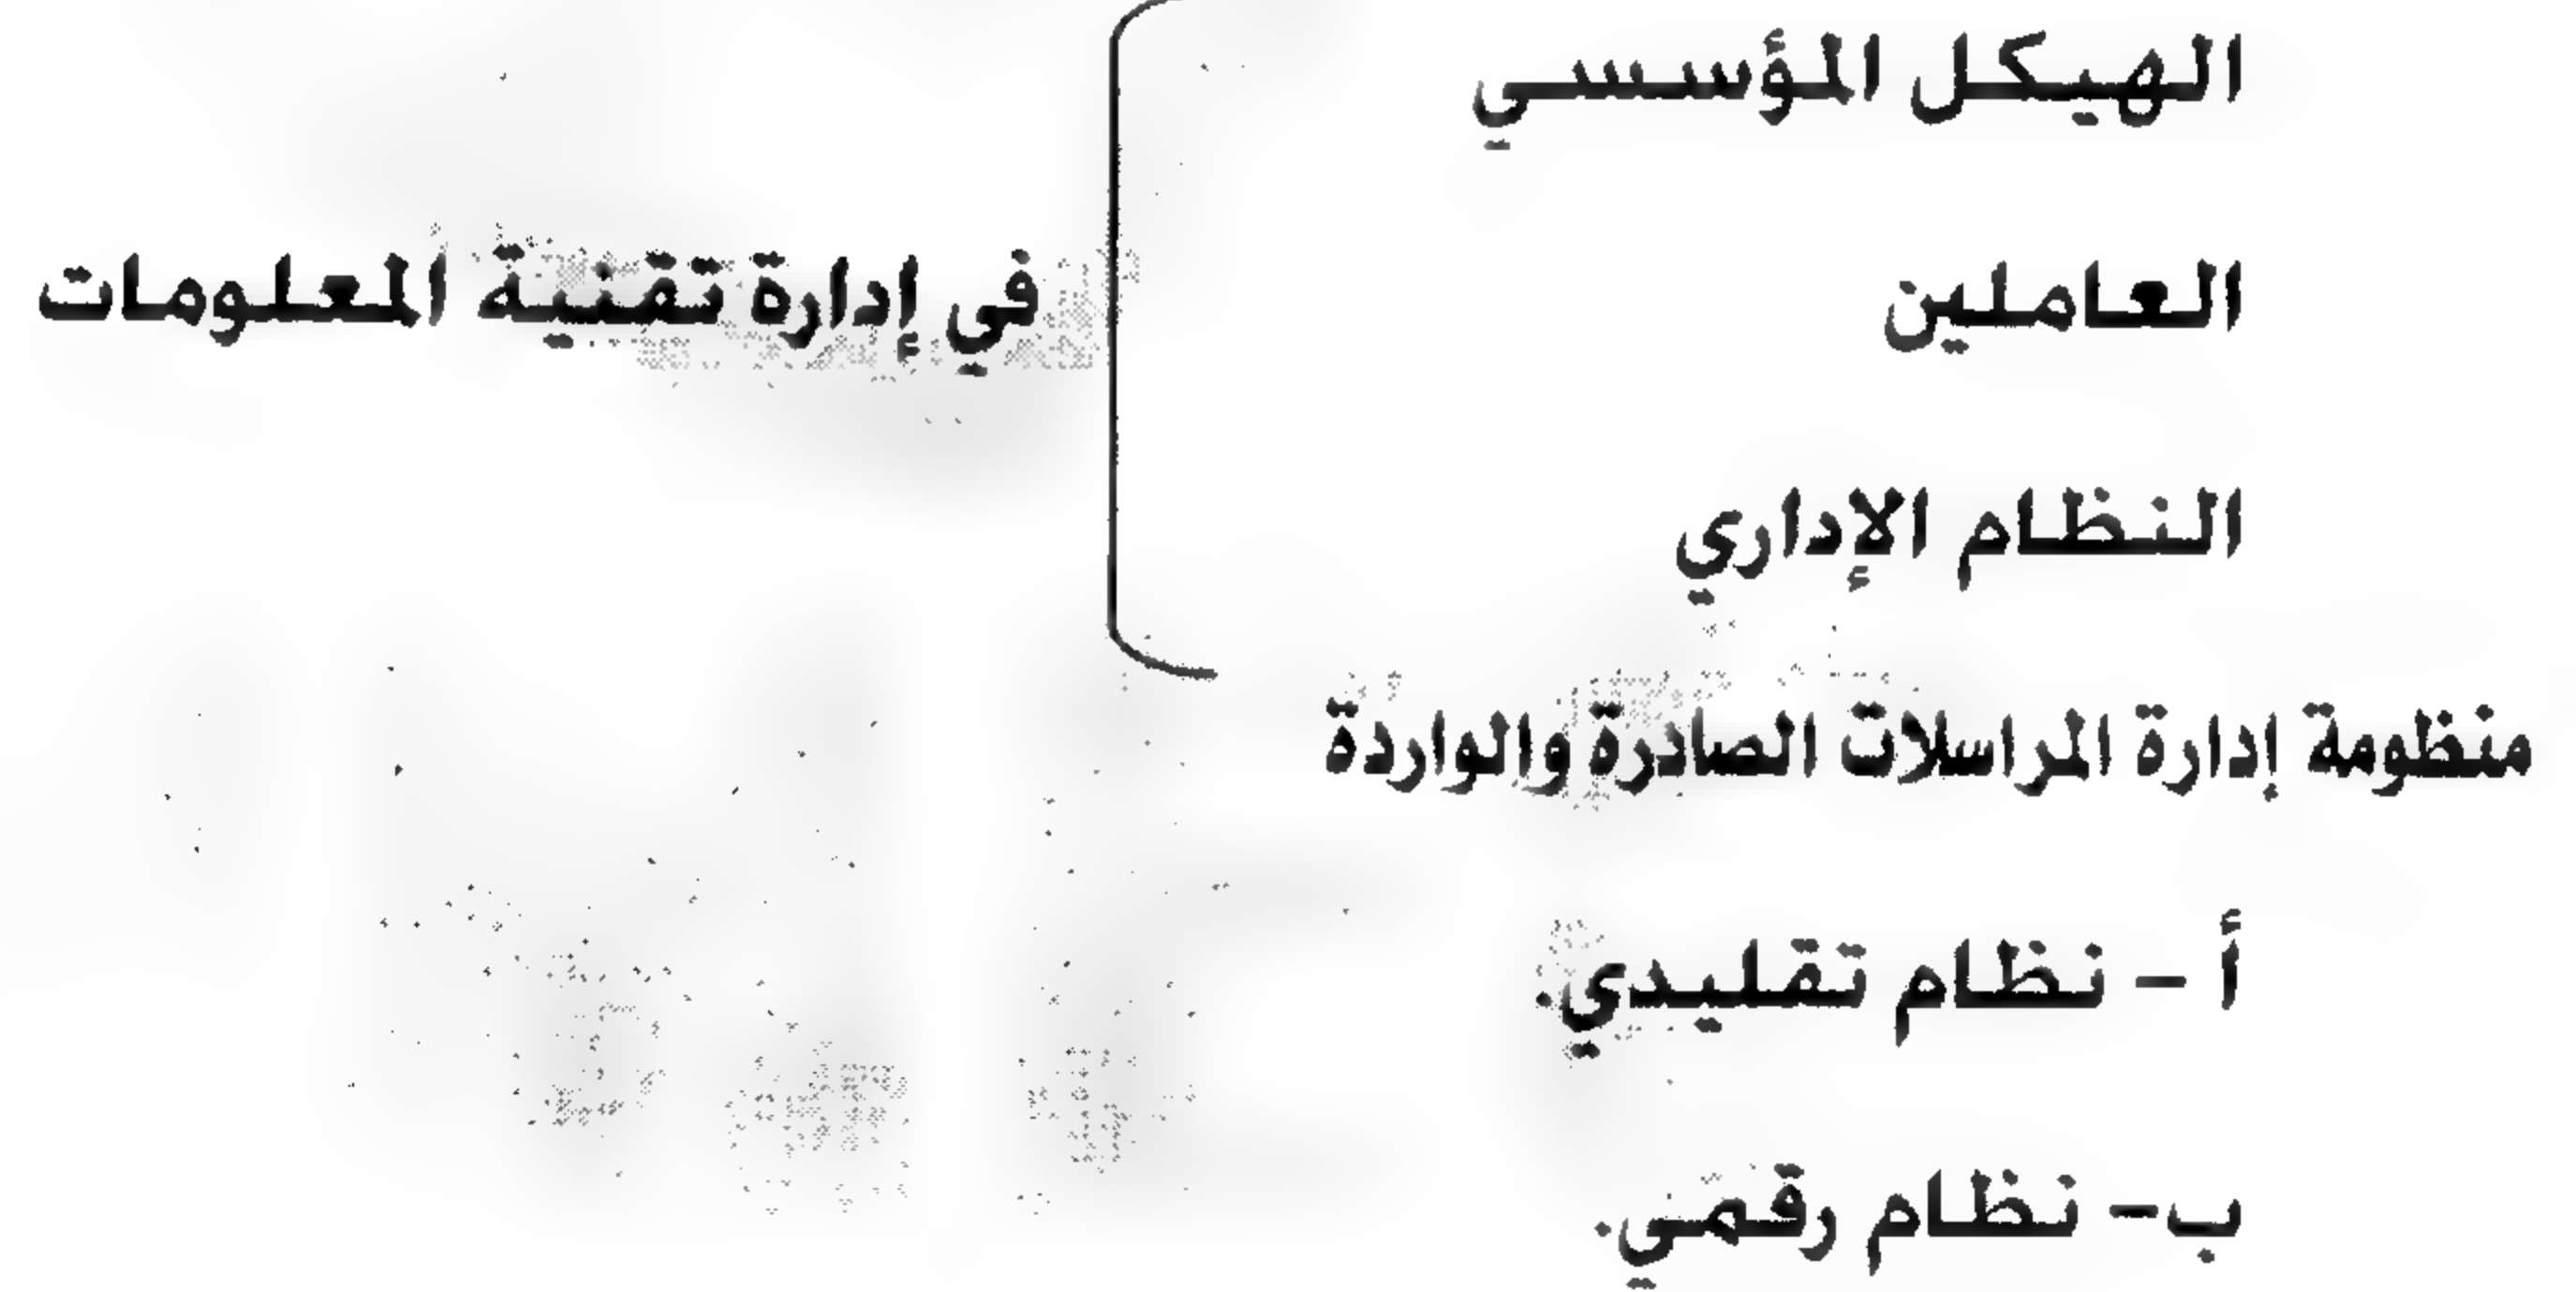 الهيكل المؤسسي
العاملين
في إدارة تقنية المعلومات
النظام الإداري
منظومة إدارة المراسلات الصادرة والواردة
أ - نظام تقليدي.
ب- نظام رقمي.